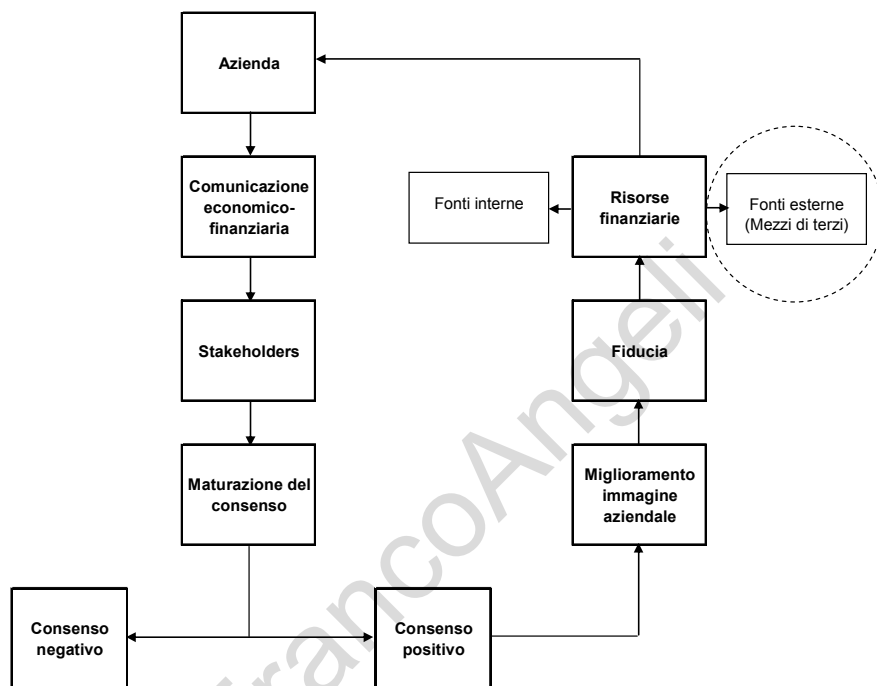 Azienda
Comunicazione
economico-
finanziaria
Stakeholders
Maturazione del
consenso
Consenso
negativo
Consenso
positivo
Miglioramento
immagine
aziendale
Fiducia
Risorse
finanziarie
Fonti interne
Fonti esterne
(Mezzi di terzi)
FrancoAngeli